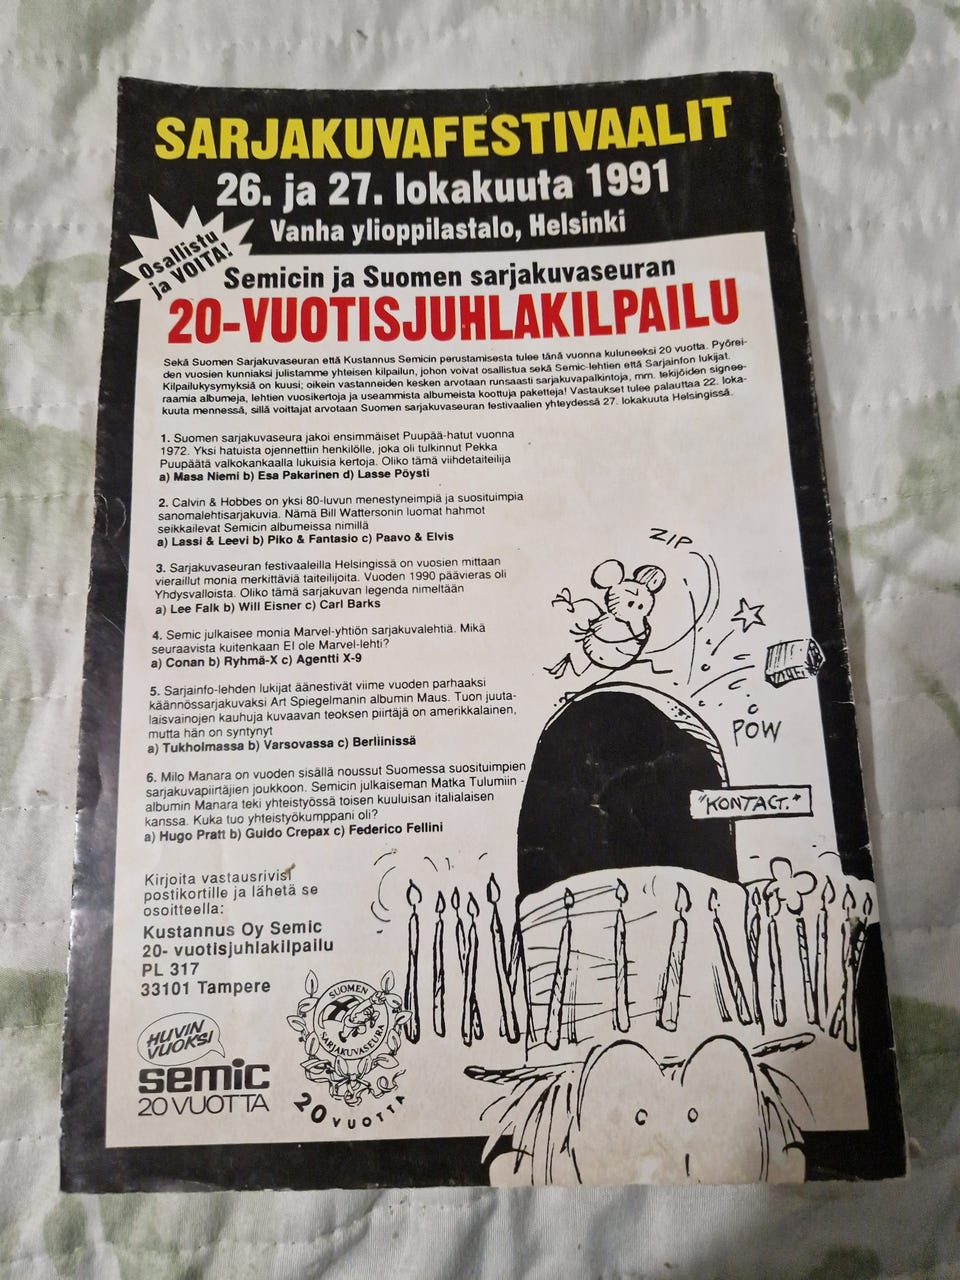 SARJAKUVAFESTIVAALIT
26. ja 27. lokakuuta 1991
Vanha ylioppilastalo, Helsinki
Osallistu
ja VOITA!
Semicin ja Suomen sarjakuvaseuran
20-VUOTISJUHLAKILPAILU
Sekä Suomen Sarjakuvaseuran että Kustannus Semicin perustamisesta tulee tänä vuonna kuluneeksi 20 vuotta. Pyörei-
den vuosien kunniaksi julistamme yhteisen kilpailun, johon voivat osallistua sekä Semic-lehtien että Sarjainfon lukijat.
Kilpailukysymyksiä on kuusi; oikein vastanneiden kesken arvotaan runsaasti sarjakuvapalkintoja, mm. tekijöiden signee-
raamia albumeja, lehtien vuosikertoja ja useammista albumeista koottuja paketteja! Vastaukset tulee palauttaa 22. loka-
kuuta mennessä, sillä voittajat arvotaan Suomen sarjakuvaseuran festivaalien yhteydessä 27. lokakuuta Helsingissä.
1. Suomen sarjakuvaseura jakoi ensimmäiset Puupää-hatut vuonna
1972. Yksi hatuista ojennettiin henkilölle, joka oli tulkinnut Pekka
Puupäätä valkokankaalla lukuisia kertoja. Oliko tämä viihdetaiteilija
a) Masa Niemi b) Esa Pakarinen d) Lasse Pöysti
2. Calvin & Hobbes on yksi 80-luvun menestyneimpiä ja suosituimpia
sanomalehtisarjakuvia. Nämä Bill Wattersonin luomat hahmot
seikkailevat Semicin albumeissa nimillä
a) Lassi & Leevi b) Piko & Fantasio c) Paavo & Elvis
3. Sarjakuvaseuran festivaaleilla Helsingissä on vuosien mittaan
vieraillut monia merkittäviä taiteilijoita. Vuoden 1990 päävieras oli
Yhdysvalloista. Oliko tämä sarjakuvan legenda nimeltään
a) Lee Falk b) Will Eisner c) Carl Barks
4. Semic julkaisee monia Marvel-yhtiön sarjakuvalehtiä. Mikä
seuraavista kuitenkaan EI ole Marvel-lehti?
a) Conan b) Ryhmä-X c) Agentti X-9
5. Sarjainfo-lehden lukijat äänestivät viime vuoden parhaaksi
käännössarjakuvaksi Art Spiegelmanin albumin Maus. Tuon juuta-
laisvainojen kauhuja kuvaavan teoksen piirtäjä on amerikkalainen,
mutta hän on syntynyt
a) Tukholmassa b) Varsovassa c) Berliinissä
6. Milo Manara on vuoden sisällä noussut Suomessa suosituimpien
sarjakuvapiirtäjien joukkoon. Semicin julkaiseman Matka Tulumiin -
albumin Manara teki yhteistyössä toisen kuuluisan italialaisen
kanssa. Kuka tuo yhteistyökumppani oli?
a) Hugo Pratt b) Guido Crepax c) Federico Fellini
ZIP
POW
"KONTACT."
Kirjoita vastausrivisi
postikortille ja lähetä se
osoitteella:
Kustannus Oy Semic
20- vuotisjuhlakilpailu
PL 317
33101 Tampere
HUVIN
VUOKSI
semic
20 VUOTTA
SUOMEN
SARJAKUVASEURA
20 VUOTTA